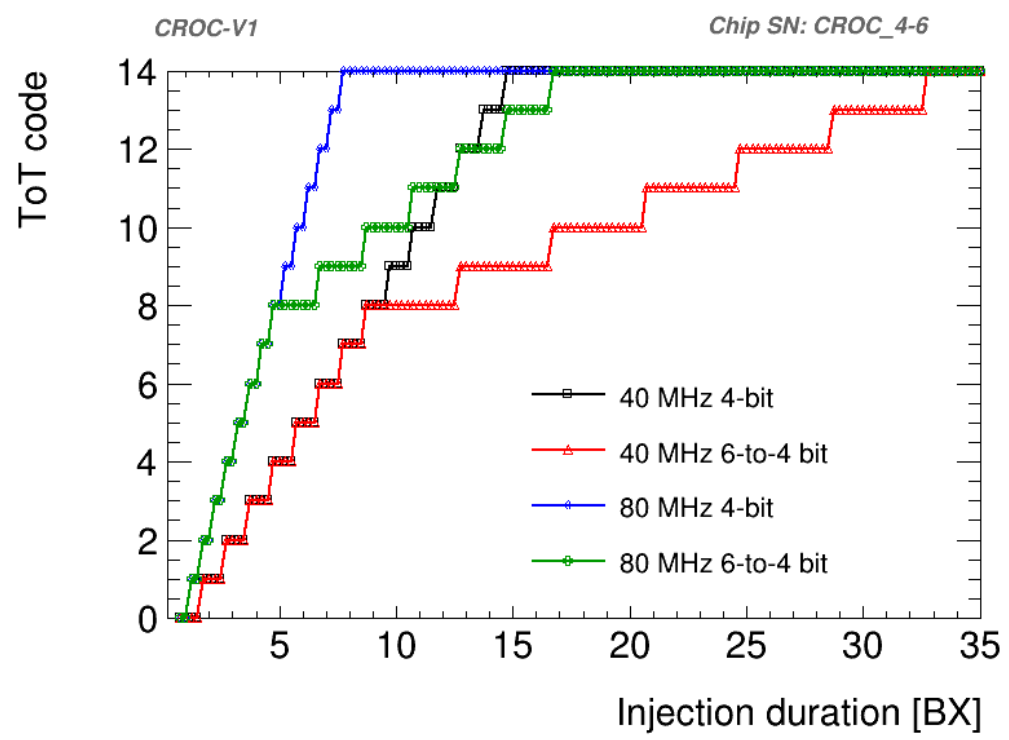 CROC-V1
Chip SN: CROC_4-6
ToT code
14
12
10
8
6
4
2
0
40 MHz 4-bit
40 MHz 6-to-4 bit
80 MHz 4-bit
80 MHz 6-to-4 bit
5 10 15 20 25 30 35
Injection duration [BX]